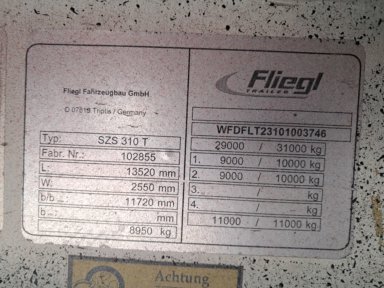 Fliegl
TRAILER
Fliegl Fahrzeugbau GmbH
D 07819 Triptis / Germany
Typ: SZS 310 T
Fabr. Nr.: 102855
L: 13520 mm
W: 2550 mm
b/b: 11720 mm
b mm
8950 kg
WFDFLT23101003746
29000 / 31000 kg
1. 9000 / 10000 kg
2. 9000 / 10000 kg
3. /
4. /
11000 / 11000 kg
Achtung